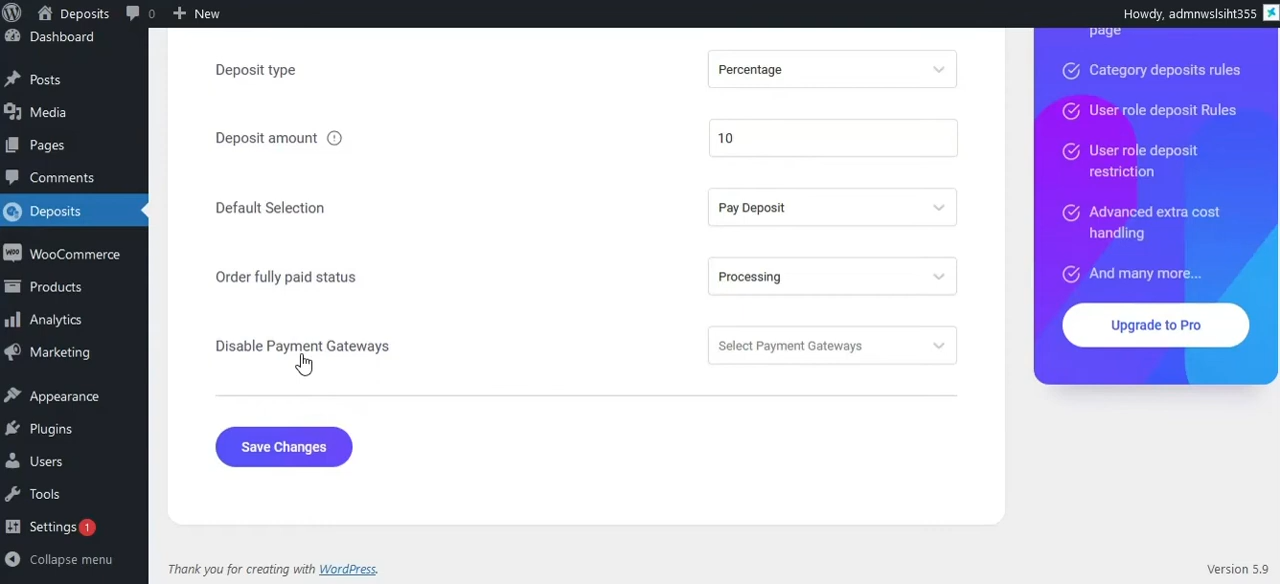 Deposits
0
New
Howdy, admnwslsiht355
Dashboard
Posts
Media
Pages
Comments
Deposits
WooCommerce
Products
Analytics
Marketing
Appearance
Plugins
Users
Tools
Settings 1
Collapse menu
Deposit type
Percentage
Deposit amount
10
Default Selection
Pay Deposit
Order fully paid status
Processing
Disable Payment Gateways
Select Payment Gateways
Save Changes
page
Category deposits rules
User role deposit Rules
User role deposit
restriction
Advanced extra cost
handling
And many more...
Upgrade to Pro
Thank you for creating with WordPress.
Version 5.9